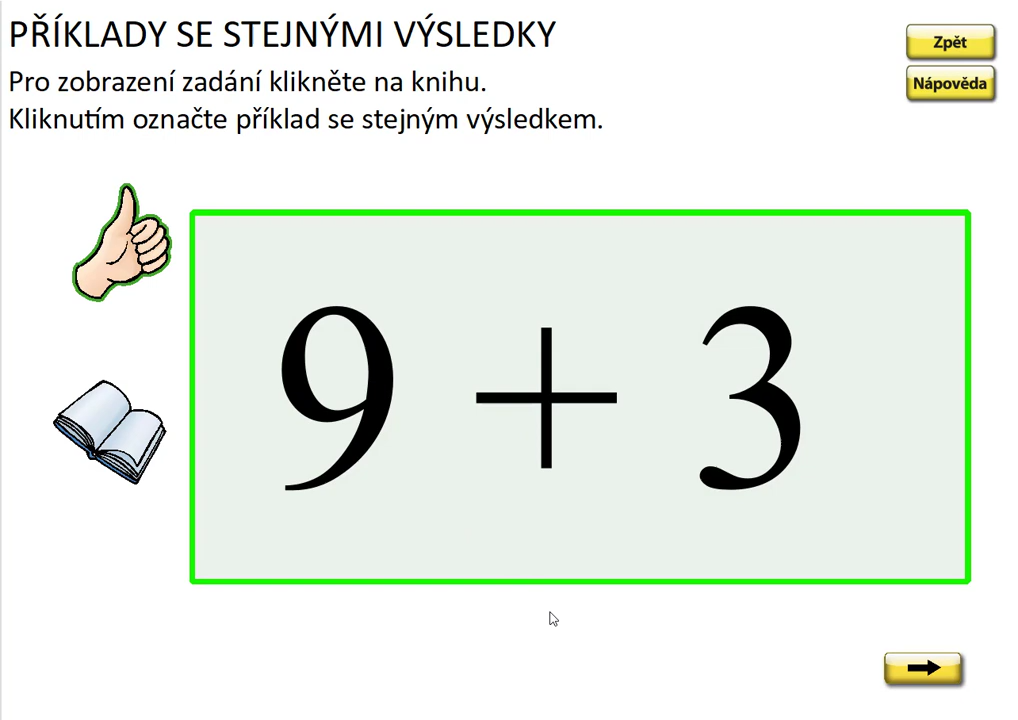 PŘÍKLADY SE STEJNÝMI VÝSLEDKY
Zpět
Pro zobrazení zadání klikněte na knihu.
Nápověda
Kliknutím označte příklad se stejným výsledkem.
9 + 3